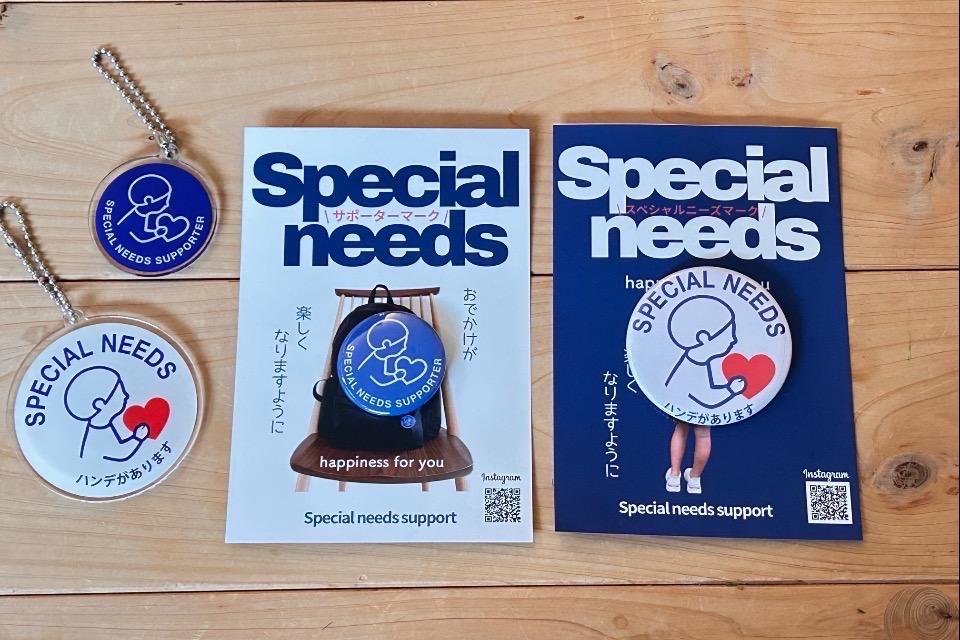 SPECIAL NEEDS SUPPORTER
SPECIAL NEEDS
ハンデがあります
Special
\ サポーターマーク /
needs
おでかけが
楽しく
なりますように
SPECIAL NEEDS SUPPORTER
happiness for you
Instagram
Special needs support
Special
\ スペシャルニーズマーク /
needs
SPECIAL NEEDS
ハンデがあります
なりますように
Instagram
Special needs support